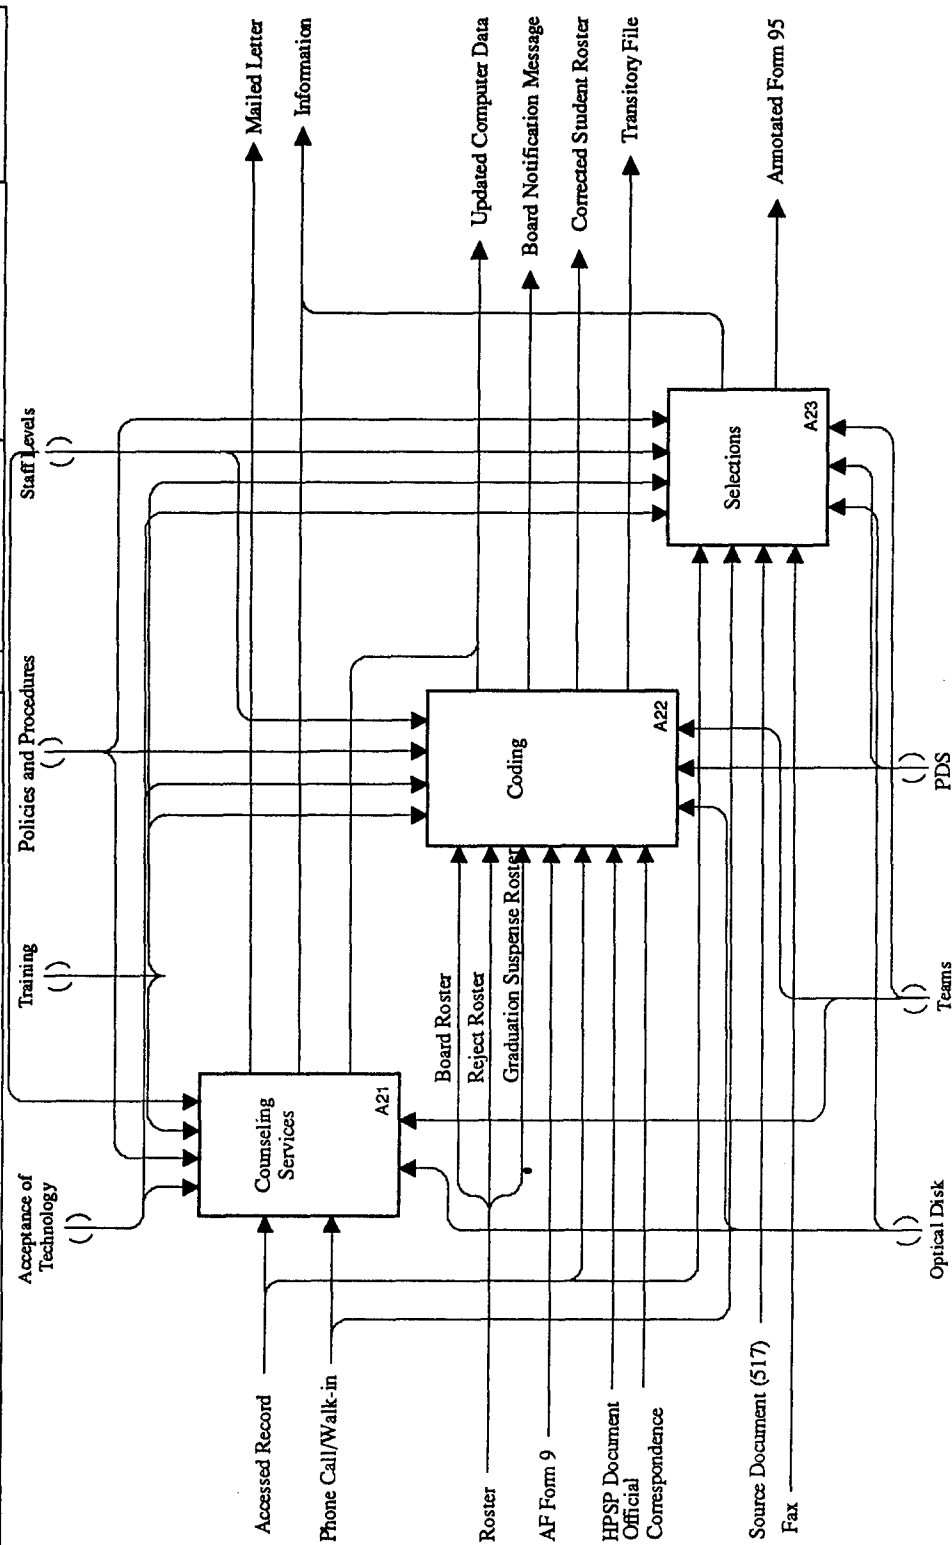 Acceptance of
Technology
Training
Policies and Procedures
Staff Levels
Mailed Letter
Information
Updated Computer Data
Board Notification Message
Corrected Student Roster
Transitory File
Annotated Form 95
Counseling
Services
A21
Coding
A22
Selections
A23
Board Roster
Reject Roster
Graduation Suspense Roster
Accessed Record
Phone Call/Walk-in
Roster
AF Form 9
HPSP Document
Official
Correspondence
Source Document (517)
Fax
Optical Disk
Teams
PDS